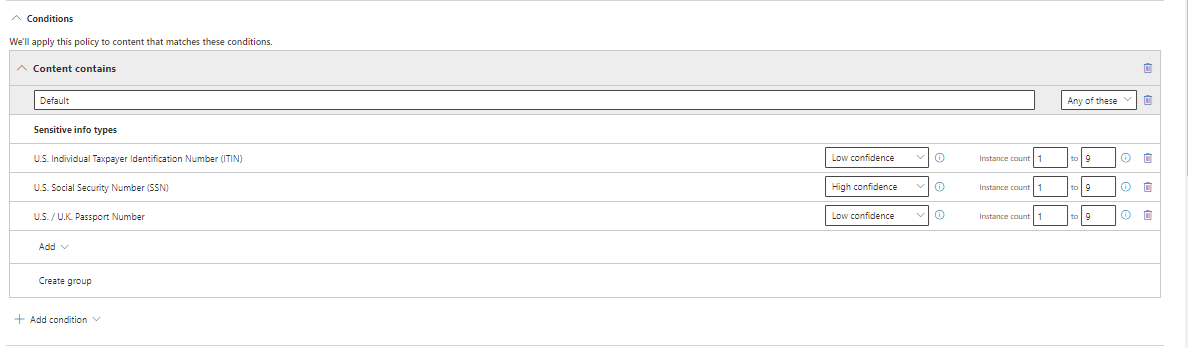 Conditions
We'll apply this policy to content that matches these conditions.
Content contains
Default Any of these
Sensitive info types
U.S. Individual Taxpayer Identification Number (ITIN) Low confidence Instance count 1 to 9
U.S. Social Security Number (SSN) High confidence Instance count 1 to 9
U.S. / U.K. Passport Number Low confidence Instance count 1 to 9
Add
Create group
Add condition